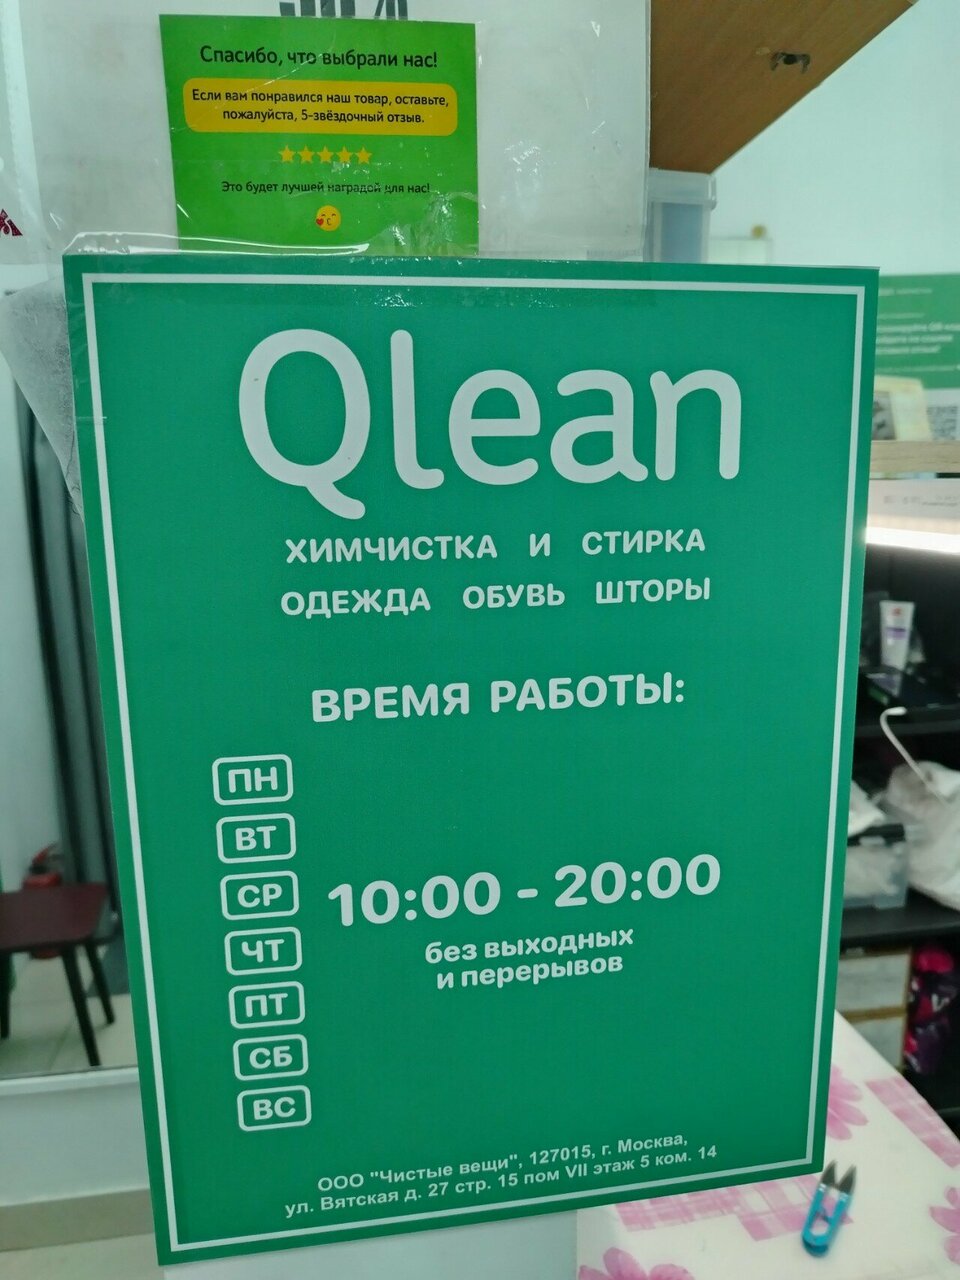 Спасибо, что выбрали нас!
Если вам понравился наш товар, оставьте,
пожалуйста, 5-звёздочный отзыв.
Это будет лучшей наградой для нас!
Qlean
ХИМЧИСТКА И СТИРКА
ОДЕЖДА ОБУВЬ ШТОРЫ
ВРЕМЯ РАБОТЫ:
ПН
ВТ
СР
ЧТ
ПТ
СБ
ВС
10:00 - 20:00
без выходных
и перерывов
ООО "Чистые вещи", 127015, г. Москва,
ул. Вятская д. 27 стр. 15 пом VII этаж 5 ком. 14